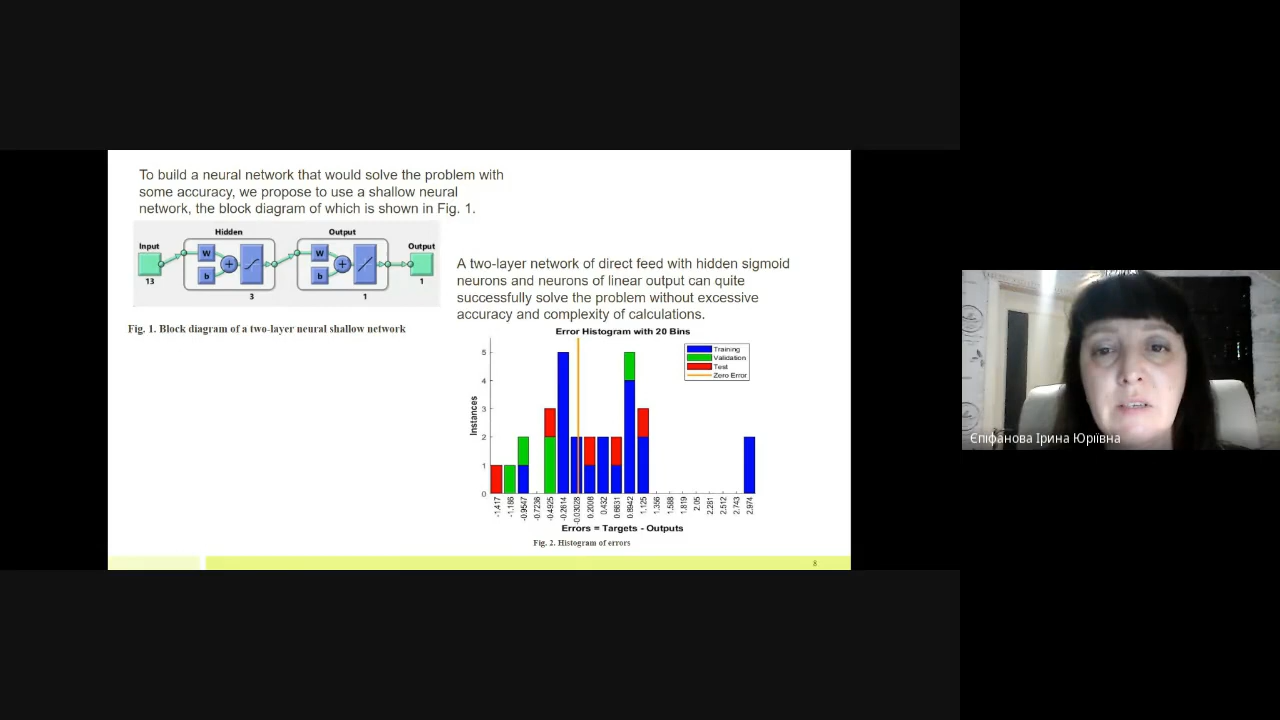 To build a neural network that would solve the problem with
some accuracy, we propose to use a shallow neural
network, the block diagram of which is shown in Fig. 1.
Hidden
Output
Input
Output
W
b
W
b
13
3
1
1
Fig. 1. Block diagram of a two-layer neural shallow network
A two-layer network of direct feed with hidden sigmoid
neurons and neurons of linear output can quite
successfully solve the problem without excessive
accuracy and complexity of calculations.
Error Histogram with 20 Bins
Training
Validation
Test
Zero Error
Instances
5
4
3
2
1
0
-1.417
-1.186
-0.9547
-0.7236
-0.4925
-0.2614
-0.03028
0.2008
0.432
0.6631
0.8942
1.125
1.356
1.588
1.819
2.05
2.281
2.512
2.743
2.974
Errors = Targets - Outputs
Fig. 2. Histogram of errors
8
Єпіфанова Ірина Юріївна